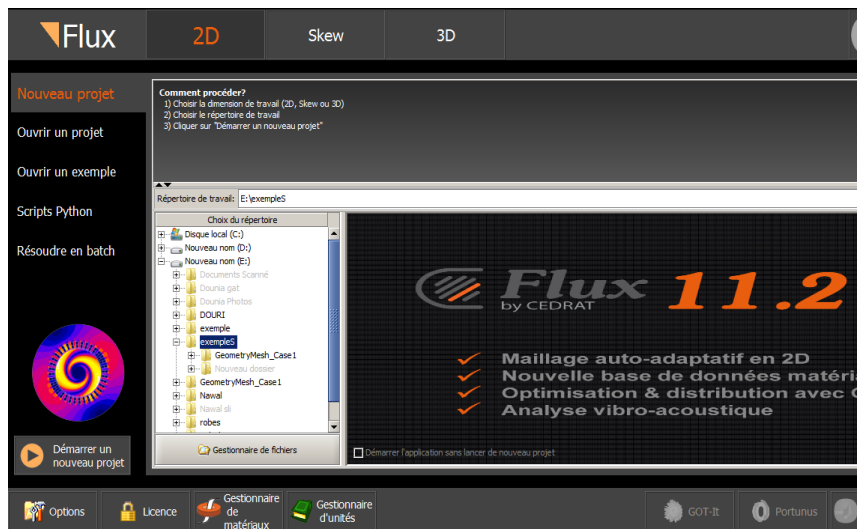 Flux 2D Skew 3D
Nouveau projet
Ouvrir un projet
Ouvrir un exemple
Scripts Python
Résoudre en batch
Démarrer un
nouveau projet
Comment procéder?
1) Choisir la dimension de travail (2D, Skew ou 3D)
2) Choisir le répertoire de travail
3) Cliquer sur "Démarrer un nouveau projet"
Répertoire de travail: E:\exempleS
Choix du répertoire
Disque local (C:)
Nouveau nom (D:)
Nouveau nom (E:)
Documents Scanné
Dounia gat
Dounia Photos
DOURI
exemple
exempleS
GeometryMesh_Case1
Nouveau dossier
GeometryMesh_Case1
Nawal
Nawal sli
robes
Gestionnaire de fichiers
Flux 11.2
by CEDRAT
Maillage auto-adaptatif en 2D
Nouvelle base de données matéri
Optimisation & distribution avec
Analyse vibro-acoustique
Démarrer l'application sans lancer de nouveau projet
Options
Licence
Gestionnaire
de
matériaux
Gestionnaire
d'unités
GOT-It
Portunus